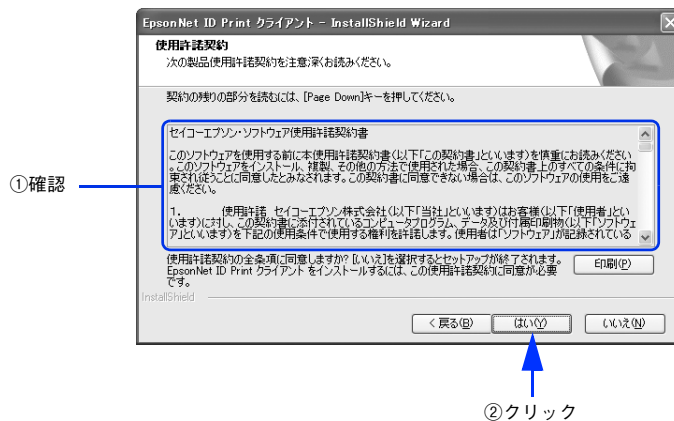 EpsonNet ID Print クライアント - InstallShield Wizard
使用許諾契約
次の製品使用許諾契約を注意深くお読みください。
契約の残りの部分を読むには、[Page Down]キーを押してください。
セイコーエプソン・ソフトウェア使用許諾契約書
このソフトウェアを使用する前に本使用許諾契約書(以下「この契約書」といいます)を慎重にお読みください
。このソフトウェアをインストール、複製、その他の方法で使用された場合、この契約書上のすべての条件に拘
束され従うことに同意したとみなされます。この契約書に同意できない場合は、このソフトウェアの使用をご遠
慮ください。
1. 使用許諾 セイコーエプソン株式会社(以下「当社」といいます)はお客様(以下「使用者」とい
います)に対し、この契約書に添付されているコンピュータプログラム、データ及び付属印刷物(以下「ソフトウェ
ア」といいます)を下記の使用条件で使用する権利を許諾します。使用者は「ソフトウェア」が記録されている
①確認
使用許諾契約の全条項に同意しますか? [いいえ]を選択するとセットアップが終了されます。
EpsonNet ID Print クライアント をインストールするには、この使用許諾契約に同意が必要
です。
印刷(P)
InstallShield
< 戻る(B) はい(Y) いいえ(N)
②クリック